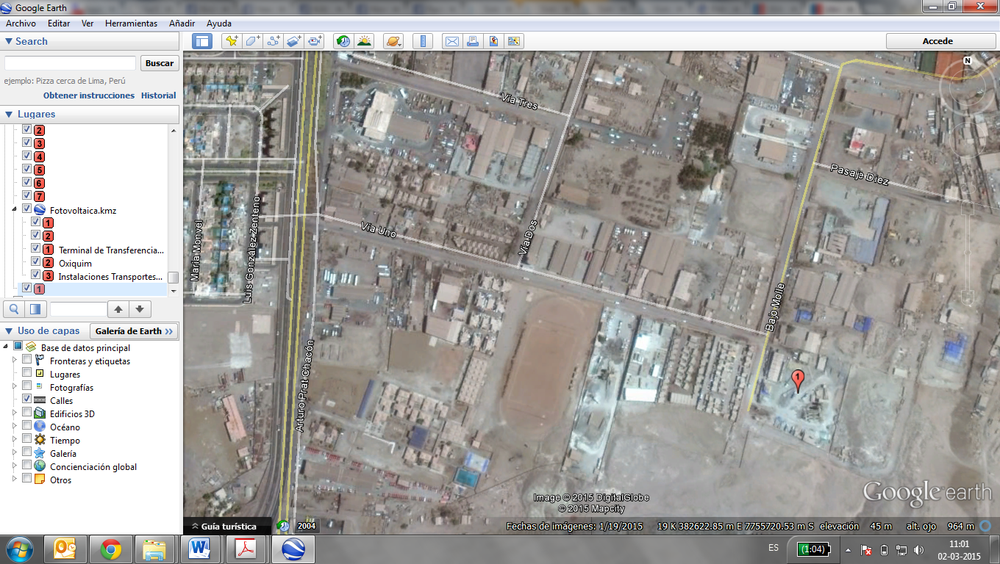 Google Earth
Archivo Editar Ver Herramientas Añadir Ayuda
Search
Buscar
ejemplo: Pizza cerca de Lima, Perú
Obtener instrucciones Historial
Lugares
2
3
4
5
6
7
Fotovoltaica.kmz
1
2
1 Terminal de Transferencia...
2 Oxiquim
3 Instalaciones Transportes...
1
Uso de capas
Galería de Earth >>
Base de datos principal
Fronteras y etiquetas
Lugares
Fotografías
Calles
Edificios 3D
Océano
Tiempo
Galería
Concienciación global
Otros
Accede
N
Via Tres
Pasaje Diez
Via Uno
Via Dos
Maria Monvel
Luis González Zenteno
Arturo Prat Chacón
Bajo Molle
1
Google earth
Image © 2015 DigitalGlobe
© 2015 Mapcity
Guía turística
2004
Fechas de imágenes: 1/19/2015 19 K 382622.85 m E 7755720.53 m S elevación 45 m alt. ojo 964 m
ES
(1:04)
11:01
02-03-2015